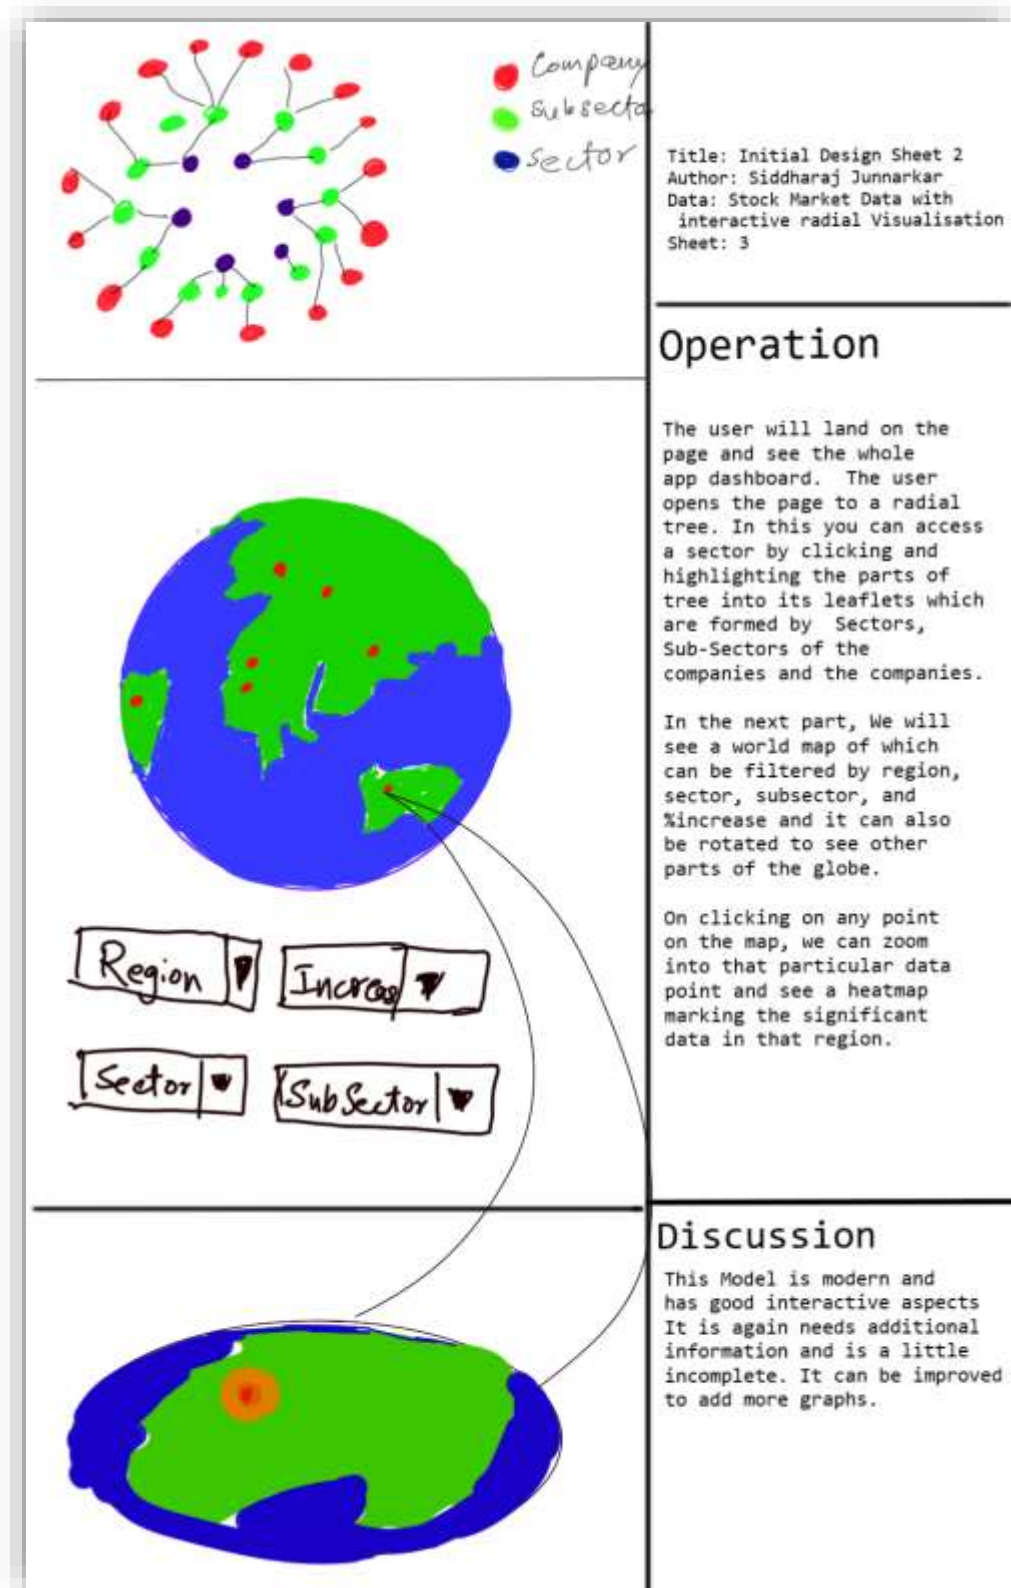 Company
Subsecto
Sector
Title: Initial Design Sheet 2
Author: Siddharaj Junnarkar
Data: Stock Market Data with
interactive radial Visualisation
Sheet: 3
Operation
The user will land on the
page and see the whole
app dashboard. The user
opens the page to a radial
tree. In this you can access
a sector by clicking and
highlighting the parts of
tree into its leaflets which
are formed by Sectors,
Sub-Sectors of the
companies and the companies.
In the next part, We will
see a world map of which
can be filtered by region,
sector, subsector, and
%increase and it can also
be rotated to see other
parts of the globe.
On clicking on any point
on the map, we can zoom
into that particular data
point and see a heatmap
marking the significant
data in that region.
Region
Increas
Sector
SubSector
Discussion
This Model is modern and
has good interactive aspects
It is again needs additional
information and is a little
incomplete. It can be improved
to add more graphs.